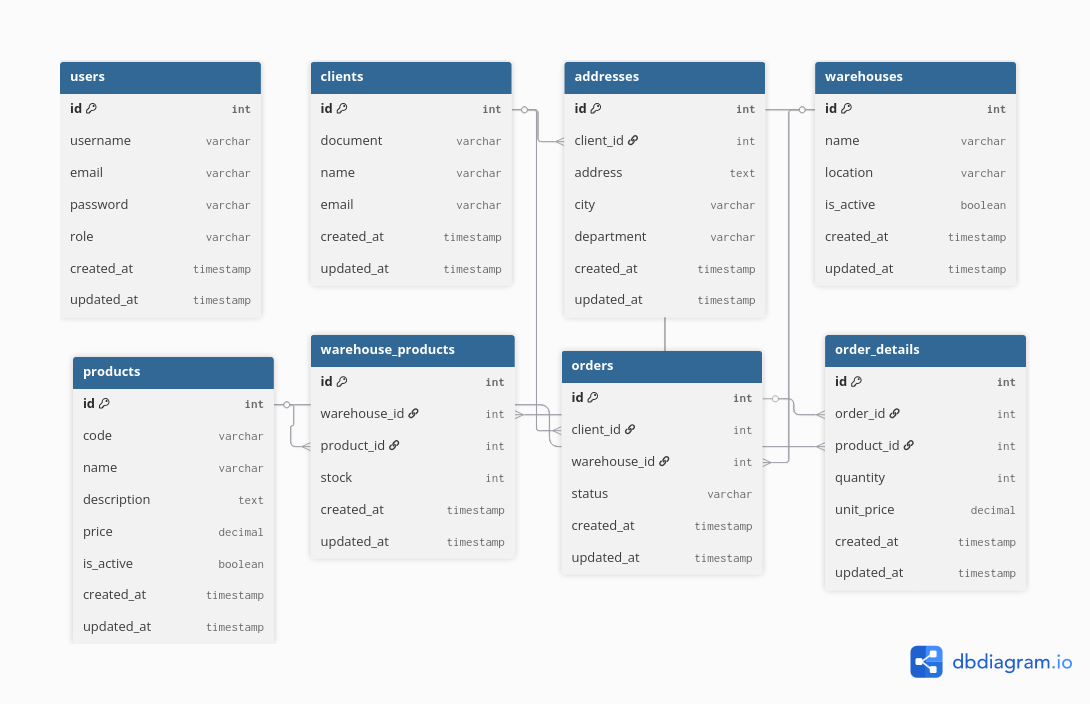 users
id int
username varchar
email varchar
password varchar
role varchar
created_at timestamp
updated_at timestamp
clients
id int
document varchar
name varchar
email varchar
created_at timestamp
updated_at timestamp
addresses
id int
client_id int
address text
city varchar
department varchar
created_at timestamp
updated_at timestamp
warehouses
id int
name varchar
location varchar
is_active boolean
created_at timestamp
updated_at timestamp
products
id int
code varchar
name varchar
description text
price decimal
is_active boolean
created_at timestamp
updated_at timestamp
warehouse_products
id int
warehouse_id int
product_id int
stock int
created_at timestamp
updated_at timestamp
orders
id int
client_id int
warehouse_id int
status varchar
created_at timestamp
updated_at timestamp
order_details
id int
order_id int
product_id int
quantity int
unit_price decimal
created_at timestamp
updated_at timestamp
dbdiagram.io